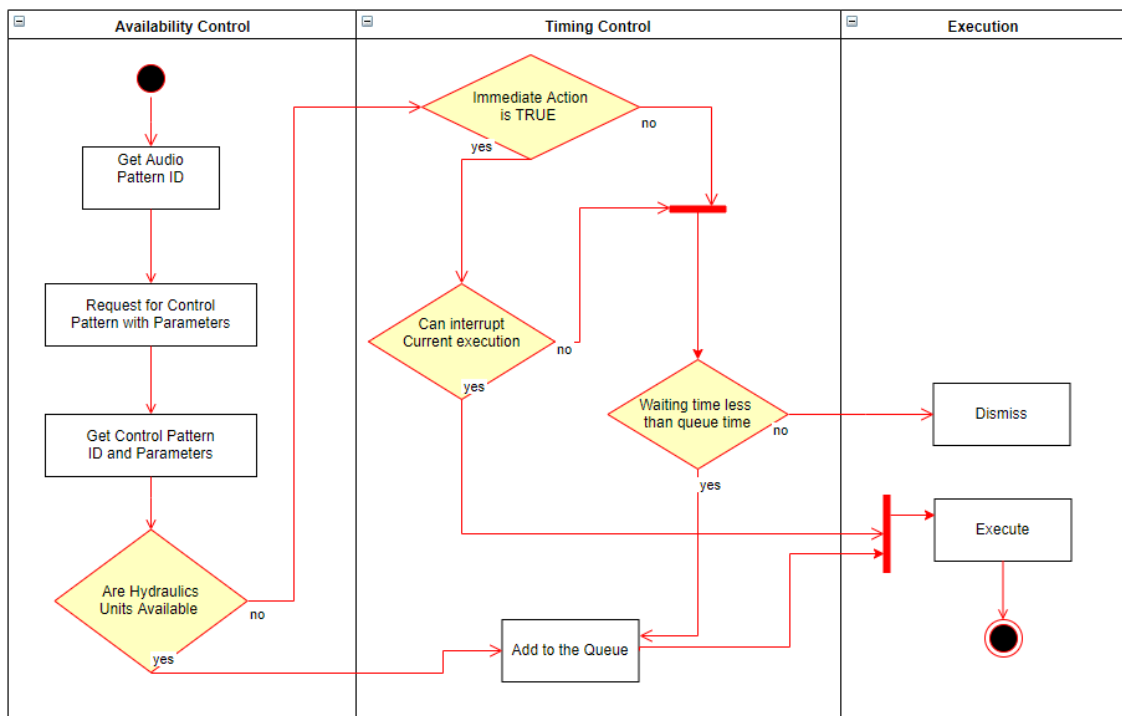 Availability Control
Timing Control
Execution
Get Audio
Pattern ID
Request for Control
Pattern with Parameters
Get Control Pattern
ID and Parameters
Are Hydraulics
Units Available
no
yes
Immediate Action
is TRUE
no
yes
Can interrupt
Current execution
no
yes
Waiting time less
than queue time
no
yes
Add to the Queue
Dismiss
Execute